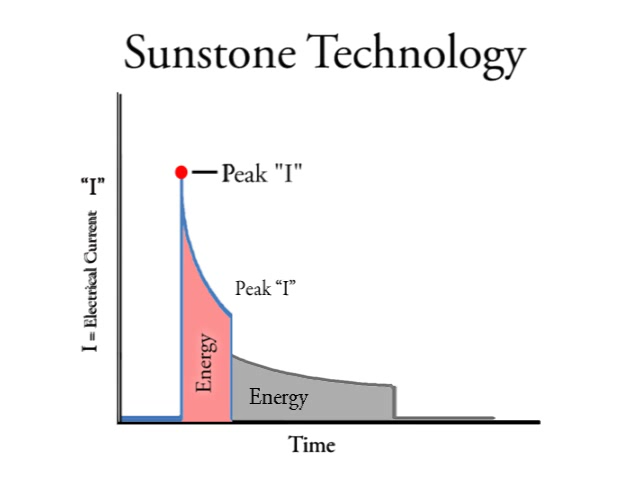 Sunstone Technology
Peak "I"
“I”
I = Electrical Current
Peak “I”
Energy
Energy
Time